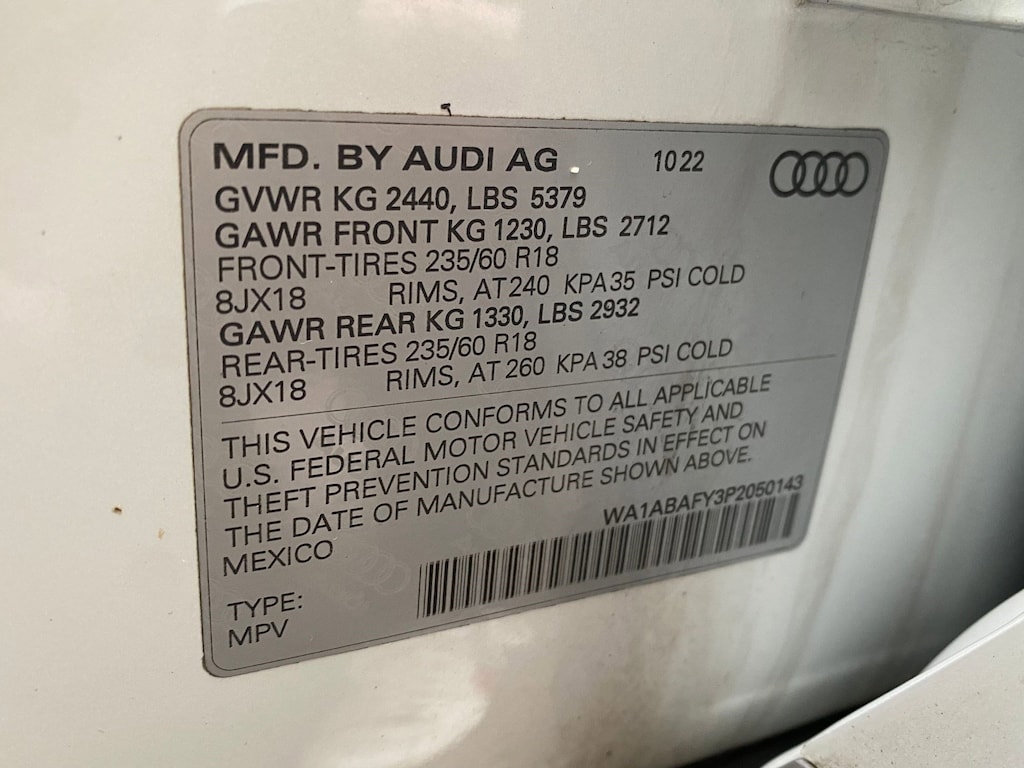 MFD. BY AUDI AG 1022
GVWR KG 2440, LBS 5379
GAWR FRONT KG 1230, LBS 2712
FRONT-TIRES 235/60 R18
8JX18 RIMS, AT 240 KPA 35 PSI COLD
GAWR REAR KG 1330, LBS 2932
REAR-TIRES 235/60 R18
8JX18 RIMS, AT 260 KPA 38 PSI COLD
THIS VEHICLE CONFORMS TO ALL APPLICABLE
U.S. FEDERAL MOTOR VEHICLE SAFETY AND
THEFT PREVENTION STANDARDS IN EFFECT ON
THE DATE OF MANUFACTURE SHOWN ABOVE.
MEXICO WA1ABAFY3P2050143
TYPE:
MPV